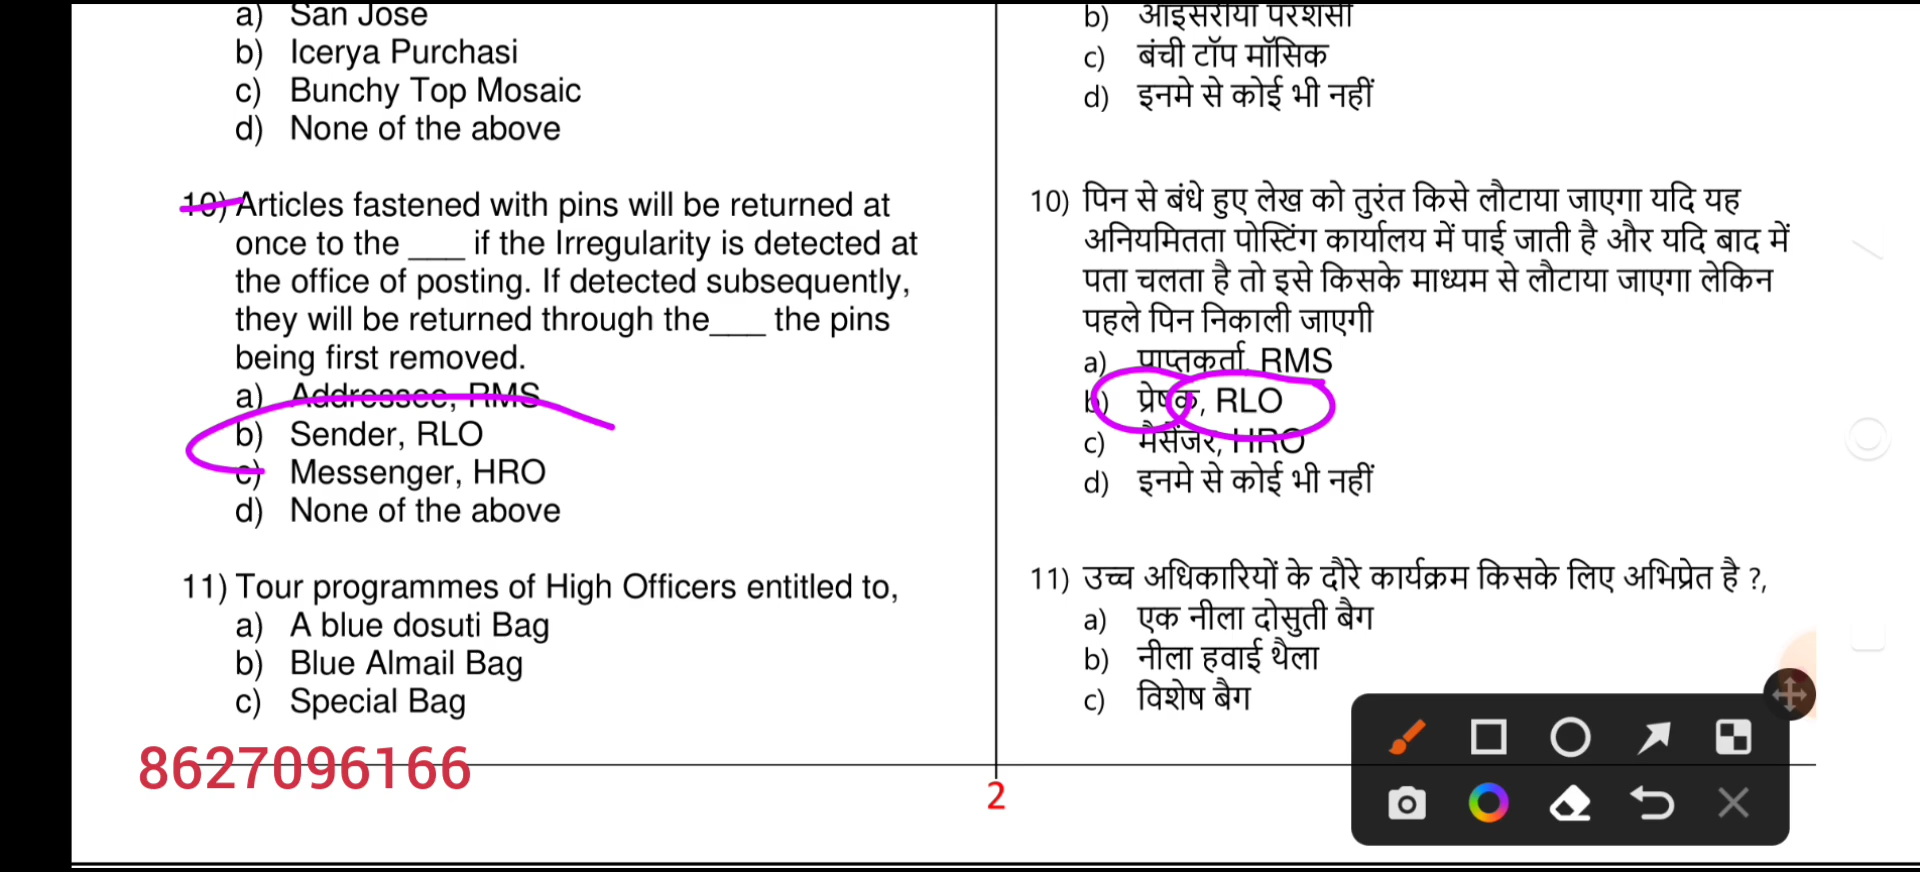 a) San Jose
b) Icerya Purchasi
c) Bunchy Top Mosaic
d) None of the above
10) Articles fastened with pins will be returned at
once to the ____ if the Irregularity is detected at
the office of posting. If detected subsequently,
they will be returned through the____ the pins
being first removed.
a) Addressee, RMS
b) Sender, RLO
c) Messenger, HRO
d) None of the above
11) Tour programmes of High Officers entitled to,
a) A blue dosuti Bag
b) Blue Almail Bag
c) Special Bag
8627096166
b) आइसरीया परशसी
c) बंची टॉप मॉसिक
d) इनमे से कोई भी नहीं
10) पिन से बंधे हुए लेख को तुरंत किसे लौटाया जाएगा यदि यह
अनियमितता पोस्टिंग कार्यालय में पाई जाती है और यदि बाद में
पता चलता है तो इसे किसके माध्यम से लौटाया जाएगा लेकिन
पहले पिन निकाली जाएगी
a) प्राप्तकर्ता, RMS
b) प्रेषक, RLO
c) मैसेंजर, HRO
d) इनमे से कोई भी नहीं
11) उच्च अधिकारियों के दौरे कार्यक्रम किसके लिए अभिप्रेत है ?,
a) एक नीला दोसुती बैग
b) नीला हवाई थैला
c) विशेष बैग
2